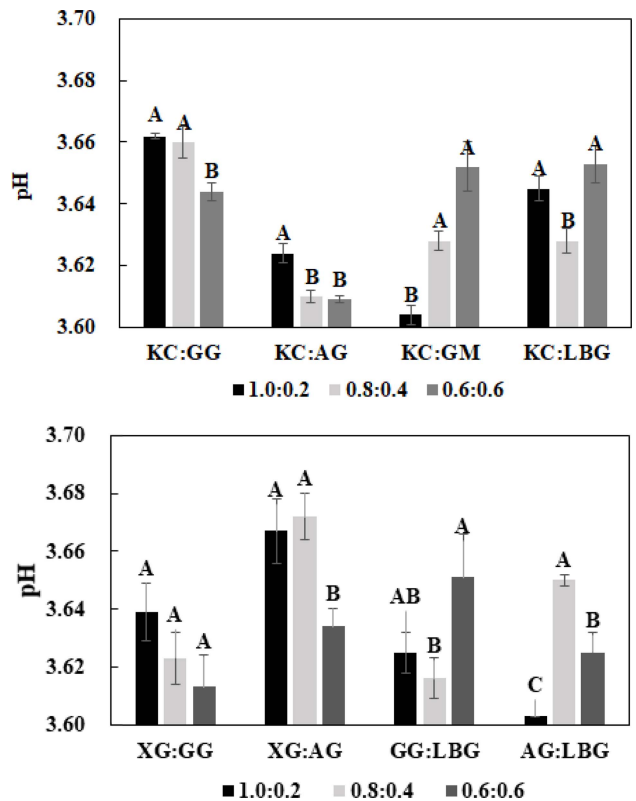 3.70
3.68
3.66
3.64
3.62
3.60
pH
A A B
A B B
B A A
A B A
KC:GG KC:AG KC:GM KC:LBG
1.0:0.2 0.8:0.4 0.6:0.6
3.70
3.68
3.66
3.64
3.62
3.60
pH
A A A
A A B
AB B A
C A B
XG:GG XG:AG GG:LBG AG:LBG
1.0:0.2 0.8:0.4 0.6:0.6